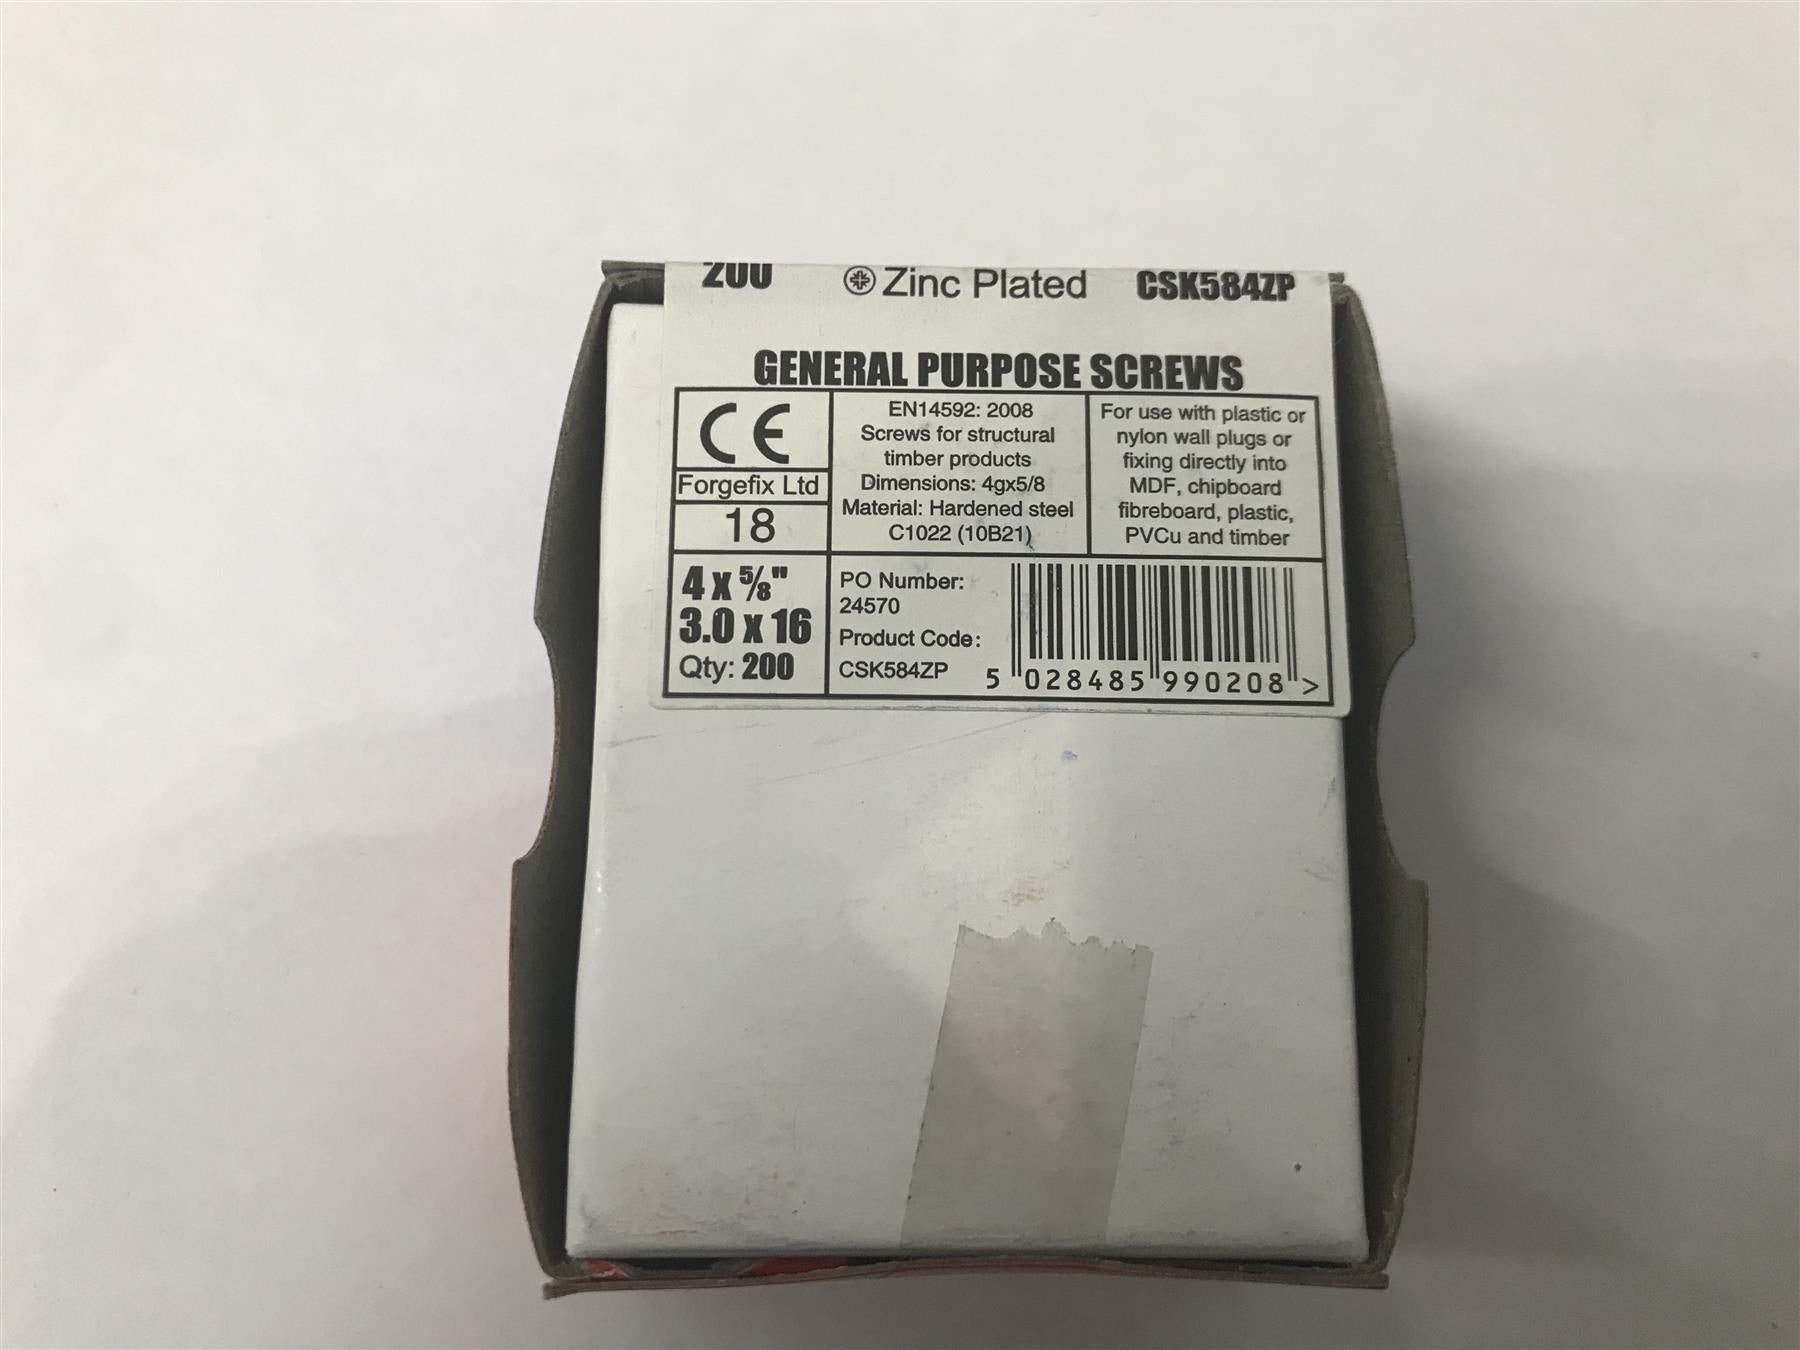 200 Zinc Plated CSK584ZP
GENERAL PURPOSE SCREWS
CE
Forgefix Ltd
18
EN14592: 2008
Screws for structural
timber products
Dimensions: 4gx5/8
Material: Hardened steel
C1022 (10B21)
For use with plastic or
nylon wall plugs or
fixing directly into
MDF, chipboard
fibreboard, plastic,
PVCu and timber
4 x 5/8"
3.0 x 16
Qty: 200
PO Number:
24570
Product Code:
CSK584ZP
5 028485 990208 >